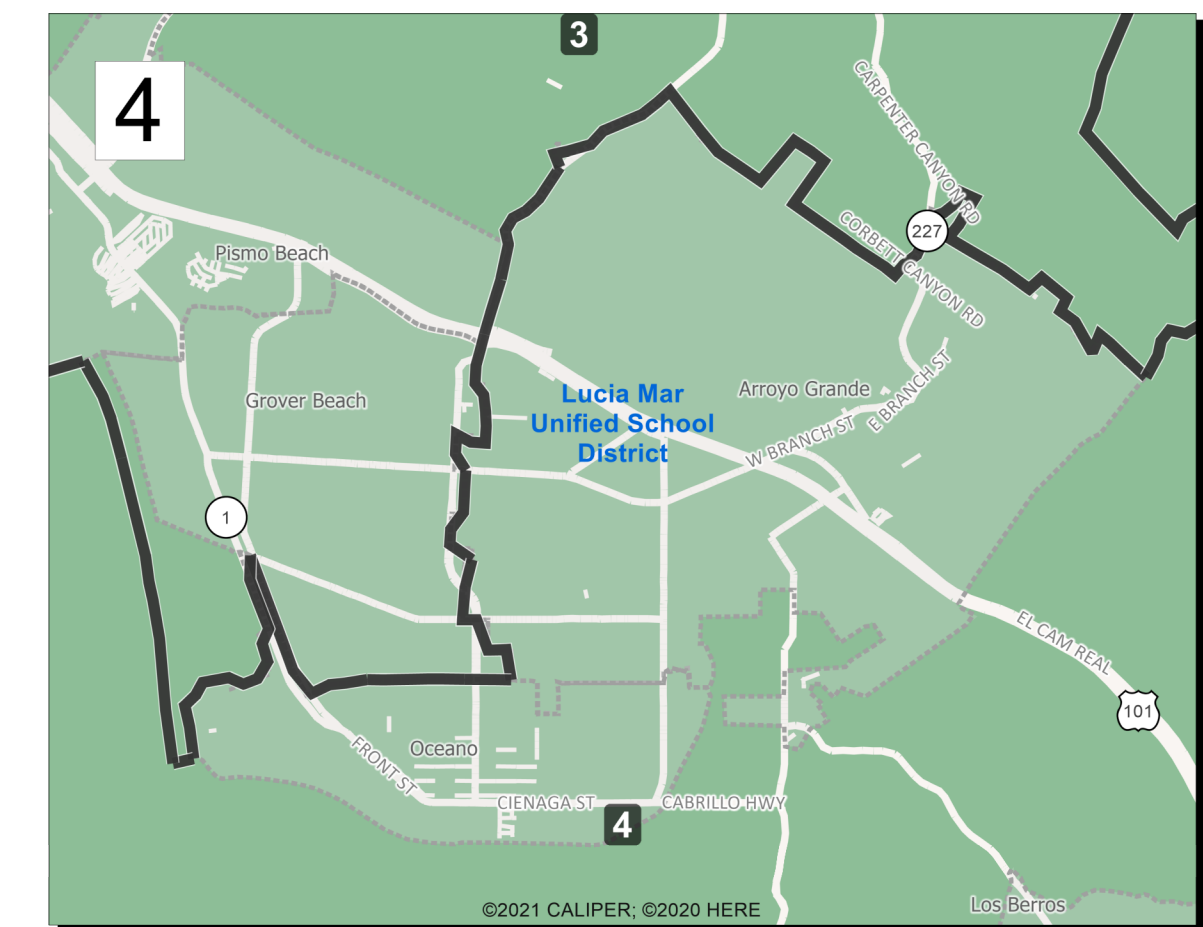 3
4
CARPENTER CANYON RD
227
CORBETT CANYON RD
Pismo Beach
Lucia Mar
Unified School
District
Arroyo Grande
E BRANCH ST
Grover Beach
W BRANCH ST
1
EL CAM REAL
101
Oceano
FRONT ST
CIENAGA ST
CABRILLO HWY
4
Los Berros
©2021 CALIPER; ©2020 HERE